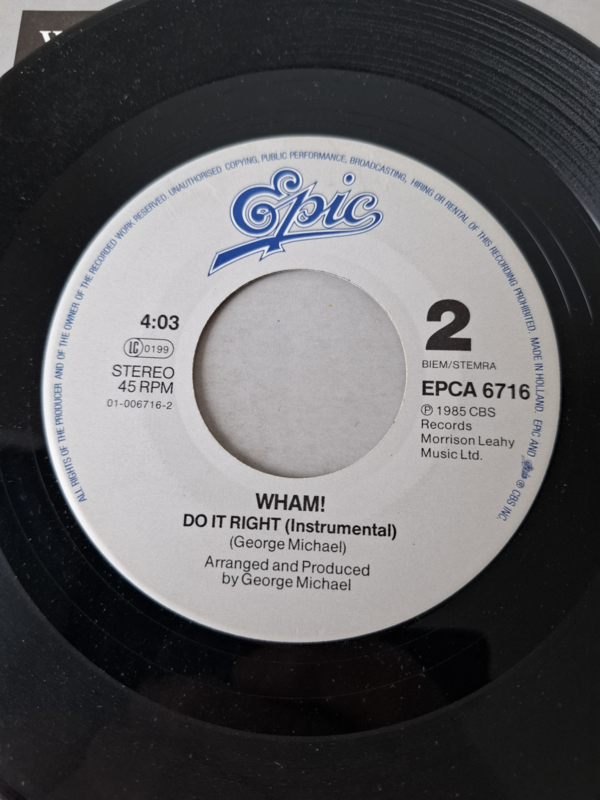 ALL RIGHTS OF THE PRODUCER AND OF THE OWNER OF THE RECORDED WORK RESERVED. UNAUTHORISED COPYING, PUBLIC PERFORMANCE, BROADCASTING, HIRING OR RENTAL OF THIS RECORDING PROHIBITED. MADE IN HOLLAND. EPIC AND Epic ® CBS INC.
Epic
4:03
LC 0199
STEREO
45 RPM
01-006716-2
2
BIEM/STEMRA
EPCA 6716
℗ 1985 CBS
Records
Morrison Leahy
Music Ltd.
WHAM!
DO IT RIGHT (Instrumental)
(George Michael)
Arranged and Produced
by George Michael